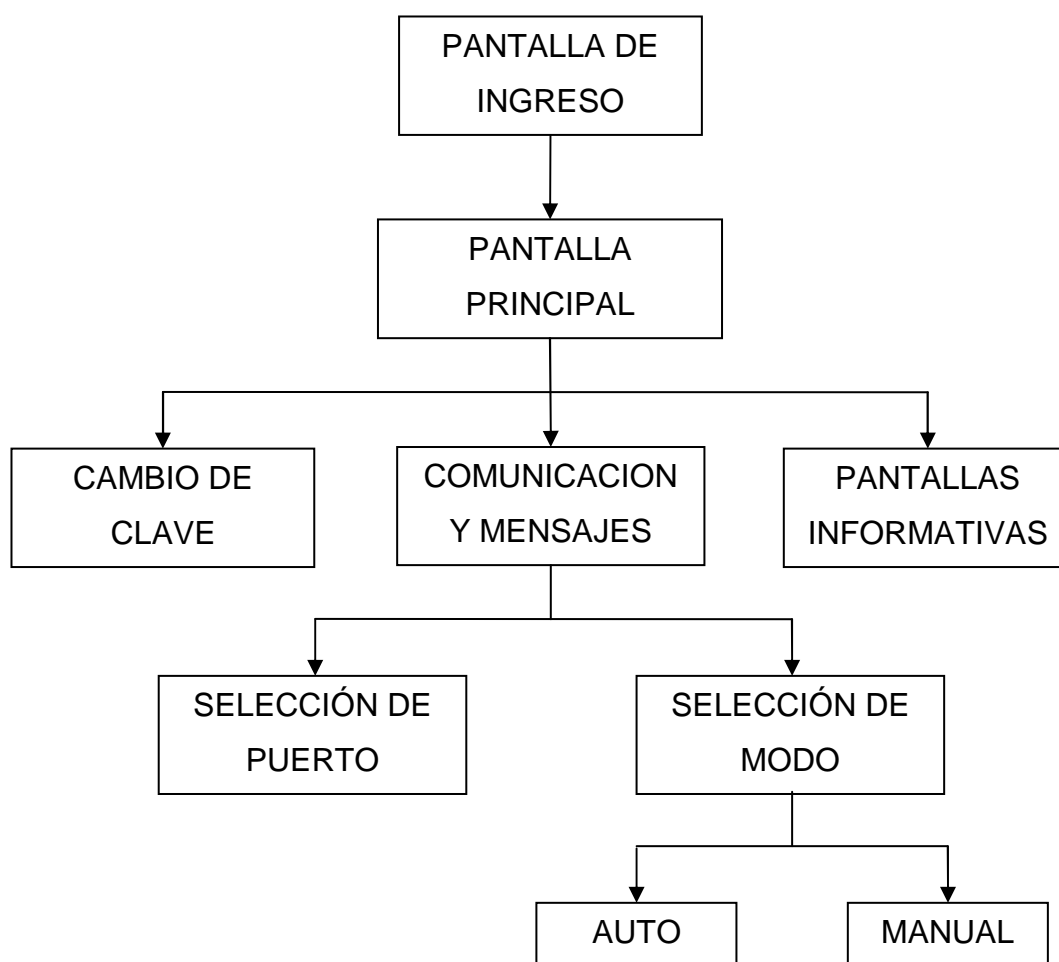 PANTALLA DE
INGRESO
PANTALLA
PRINCIPAL
CAMBIO DE
CLAVE
COMUNICACION
Y MENSAJES
PANTALLAS
INFORMATIVAS
SELECCIÓN DE
PUERTO
SELECCIÓN DE
MODO
AUTO
MANUAL